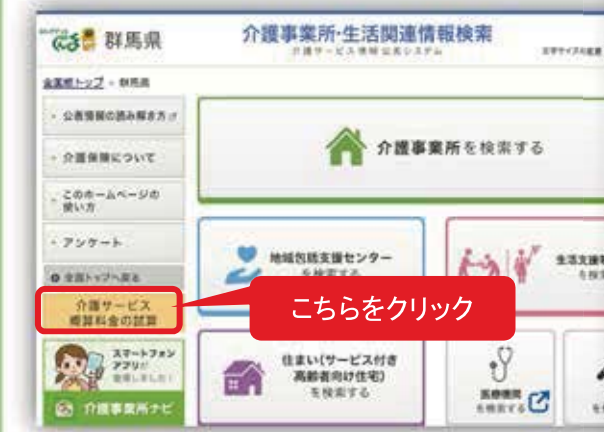 群馬県
介護事業所・生活関連情報検索
介護サービス情報公表システム
全国版トップ > 群馬県
公表情報の読み解き方
介護保険について
このホームページの
使い方
アンケート
全国トップへ戻る
介護サービス
概算料金の試算
スマートフォン
アプリが
登場しました!
介護事業所ナビ
介護事業所を検索する
地域包括支援センター
を検索する
こちらをクリック
住まい(サービス付き
高齢者向け住宅)
を検索する
医療機関
を検索する